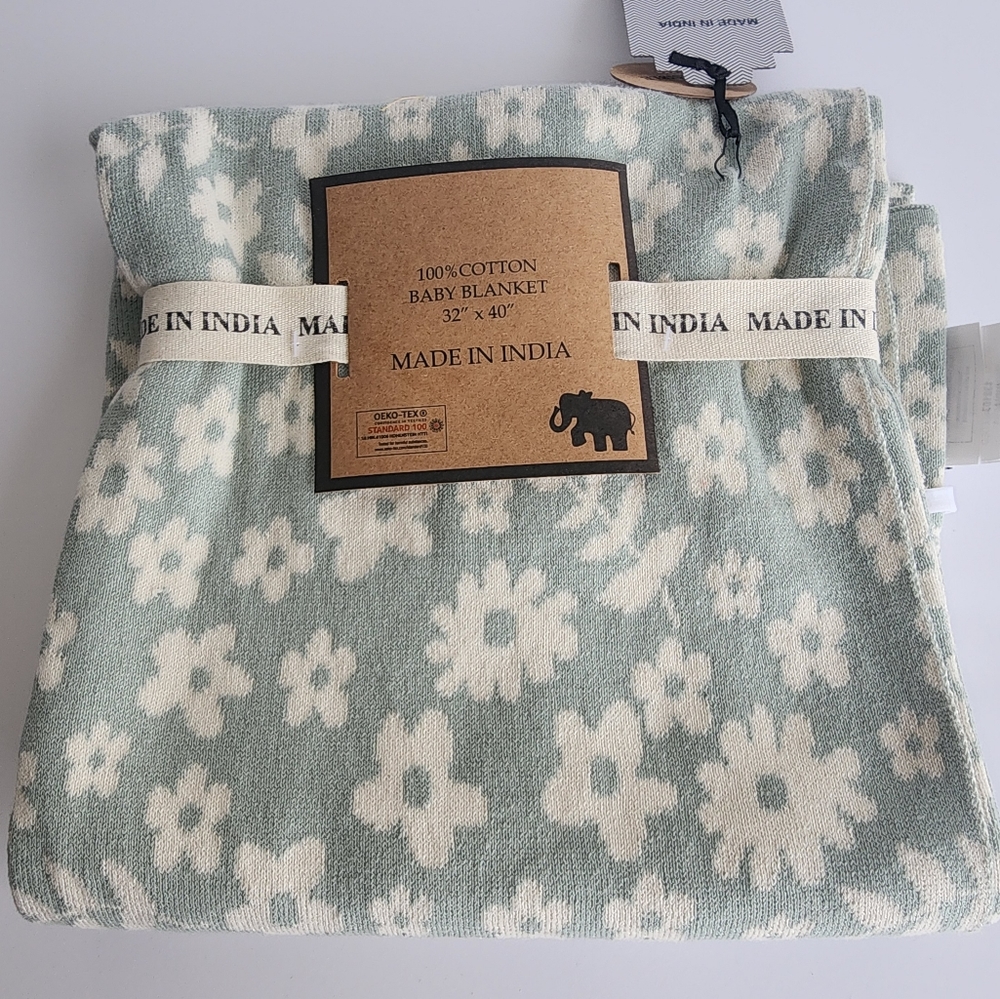 MADE IN INDIA
100% COTTON
BABY BLANKET
32" x 40"
MADE IN INDIA
DE IN INDIA MAI
IN INDIA MADE IN I
OEKO-TEX®
STANDARD 100